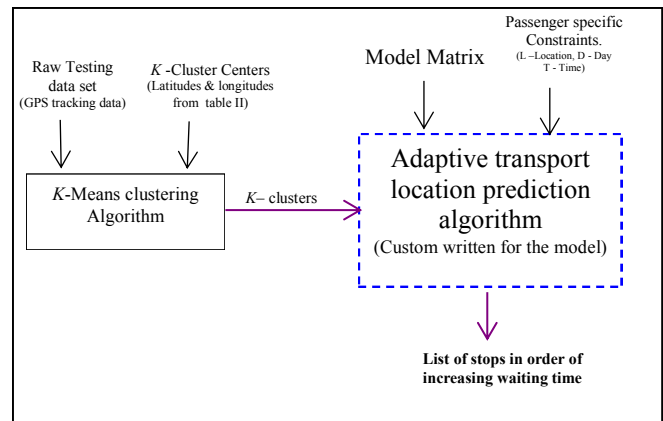 Raw Testing
data set
(GPS tracking data)
K -Cluster Centers
(Latitudes & longitudes
from table II)
Model Matrix
Passenger specific
Constraints.
(L –Location, D - Day
T - Time)
K-Means clustering
Algorithm
K– clusters
Adaptive transport
location prediction
algorithm
(Custom written for the model)
List of stops in order of
increasing waiting time